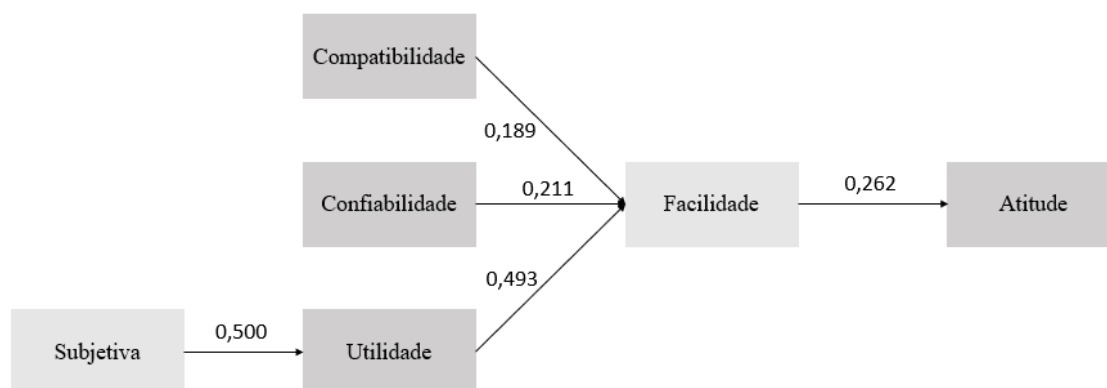 Compatibilidade
0,189
Confiabilidade
0,211
Facilidade
0,262
Atitude
0,493
Subjetiva
0,500
Utilidade